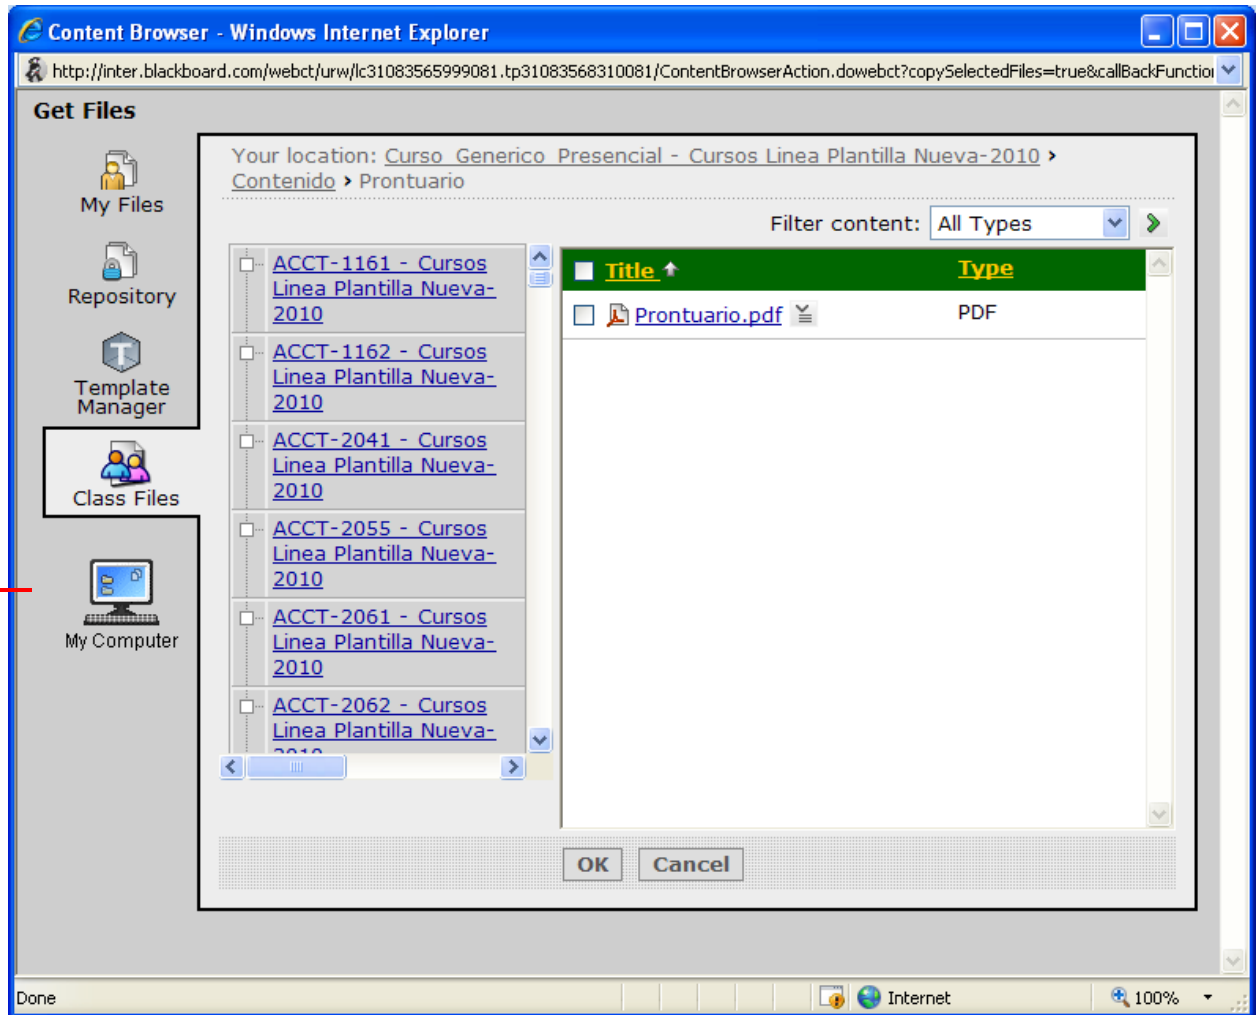 Content Browser - Windows Internet Explorer
http://inter.blackboard.com/webct/urw/lc31083565999081.tp31083568310081/ContentBrowserAction.dowebct?copySelectedFiles=true&callBackFunction
Get Files
My Files
Repository
Template
Manager
Class Files
My Computer
Your location: Curso_Generico_Presencial - Cursos Linea Plantilla Nueva-2010 ›
Contenido › Prontuario
Filter content: All Types
ACCT-1161 - Cursos
Linea Plantilla Nueva-
2010
ACCT-1162 - Cursos
Linea Plantilla Nueva-
2010
ACCT-2041 - Cursos
Linea Plantilla Nueva-
2010
ACCT-2055 - Cursos
Linea Plantilla Nueva-
2010
ACCT-2061 - Cursos
Linea Plantilla Nueva-
2010
ACCT-2062 - Cursos
Linea Plantilla Nueva-
2010
Title Type
Prontuario.pdf PDF
OK Cancel
Done Internet 100%